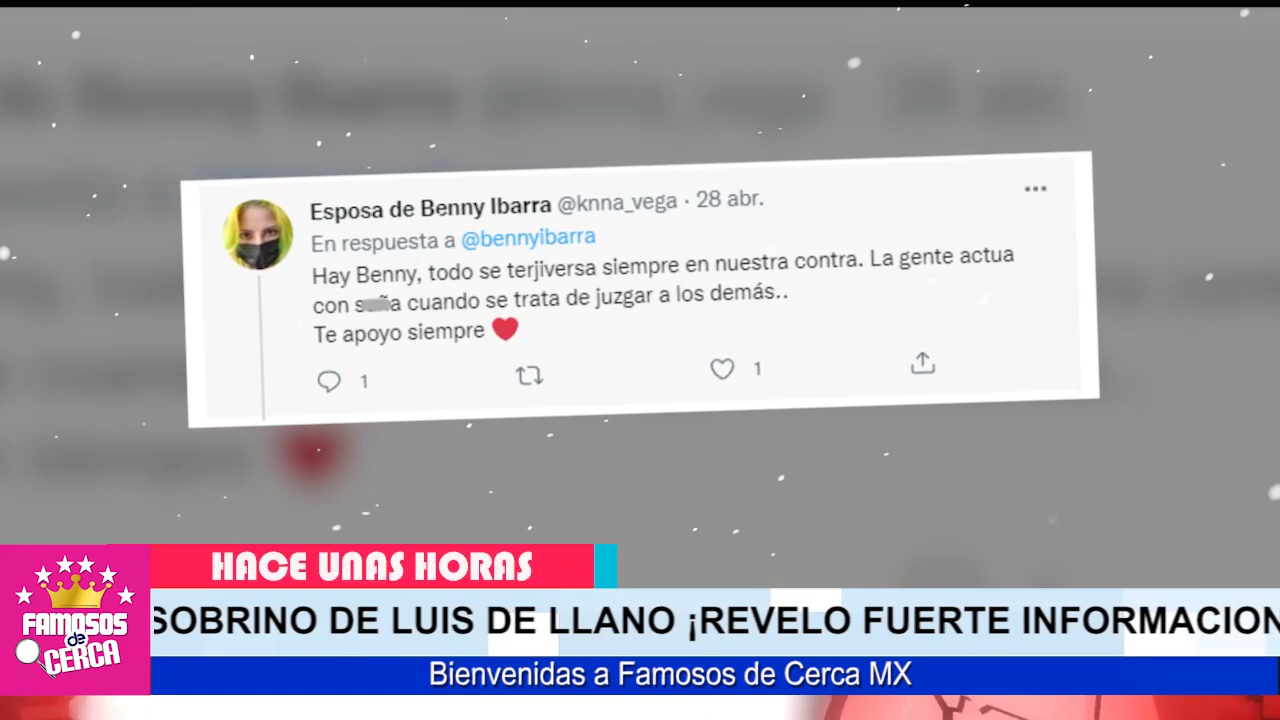 Esposa de Benny Ibarra @knna_vega · 28 abr.
En respuesta a @bennyibarra
Hay Benny, todo se terjiversa siempre en nuestra contra. La gente actua
con saña cuando se trata de juzgar a los demás..
Te apoyo siempre ❤️
1 1
HACE UNAS HORAS
SOBRINO DE LUIS DE LLANO ¡REVELO FUERTE INFORMACION
Bienvenidas a Famosos de Cerca MX
FAMOSOS
de
CERCA